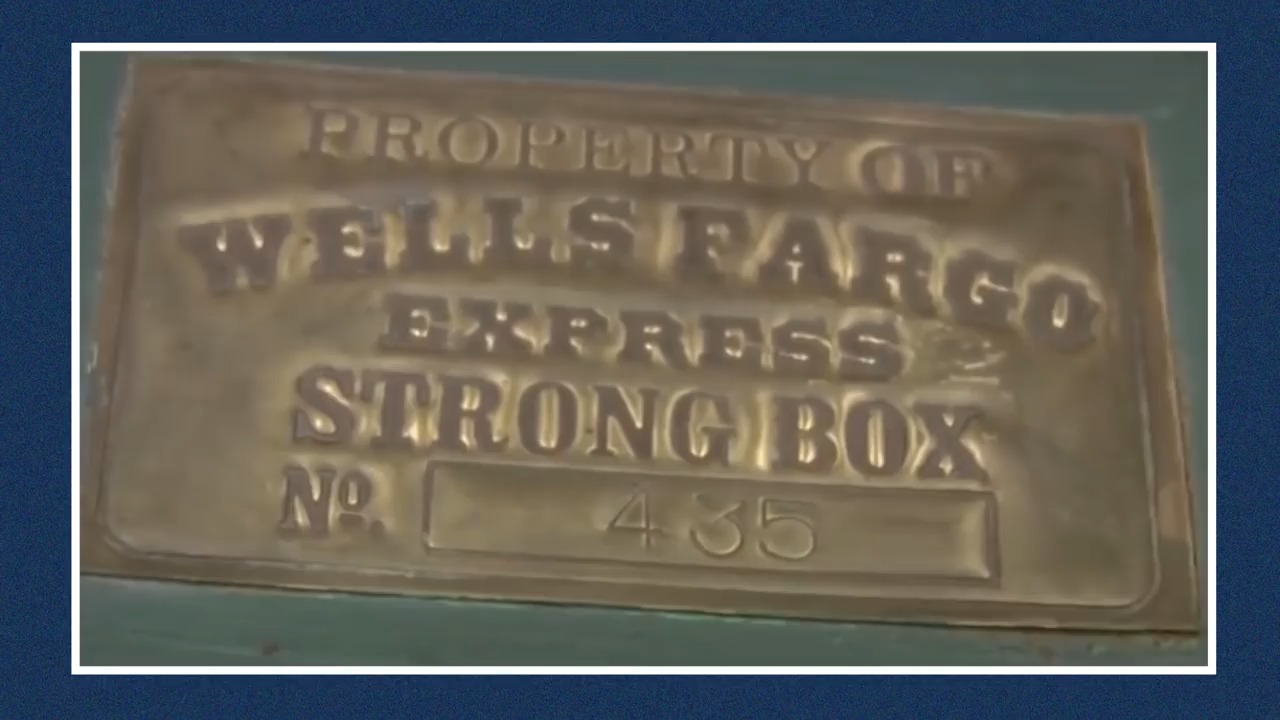 PROPERTY OF
WELLS FARGO
EXPRESS
STRONG BOX
No. 435